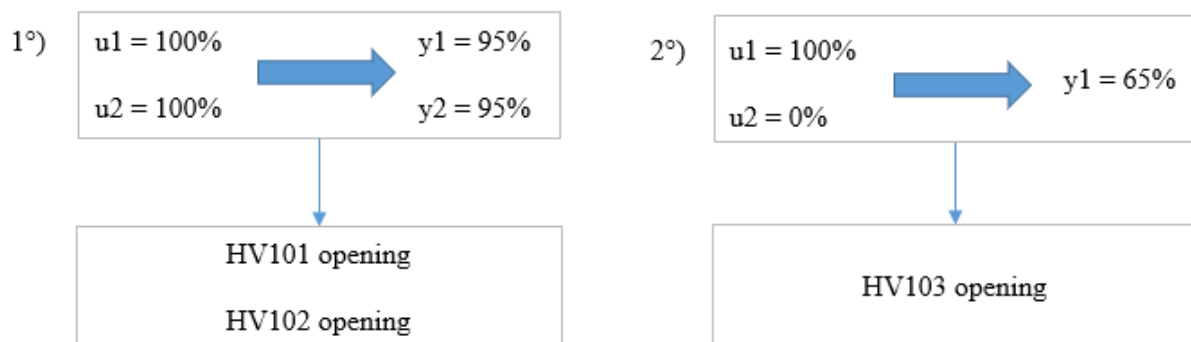 1°)
u1 = 100%
y1 = 95%
u2 = 100%
y2 = 95%
HV101 opening
HV102 opening
2°)
u1 = 100%
y1 = 65%
u2 = 0%
HV103 opening